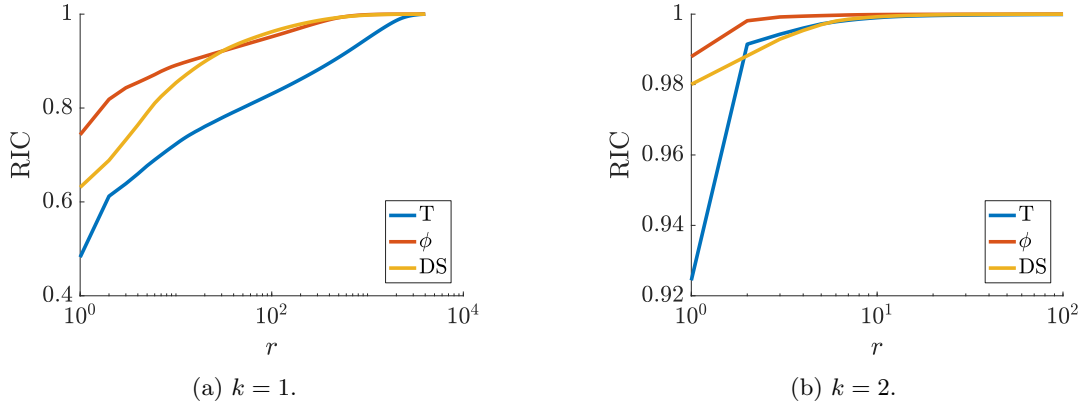 1
0.8
0.6
0.4
RIC
10^0
10^2
10^4
r
T
ϕ
DS
(a) k = 1.
1
0.98
0.96
0.94
0.92
RIC
10^0
10^1
10^2
r
T
ϕ
DS
(b) k = 2.